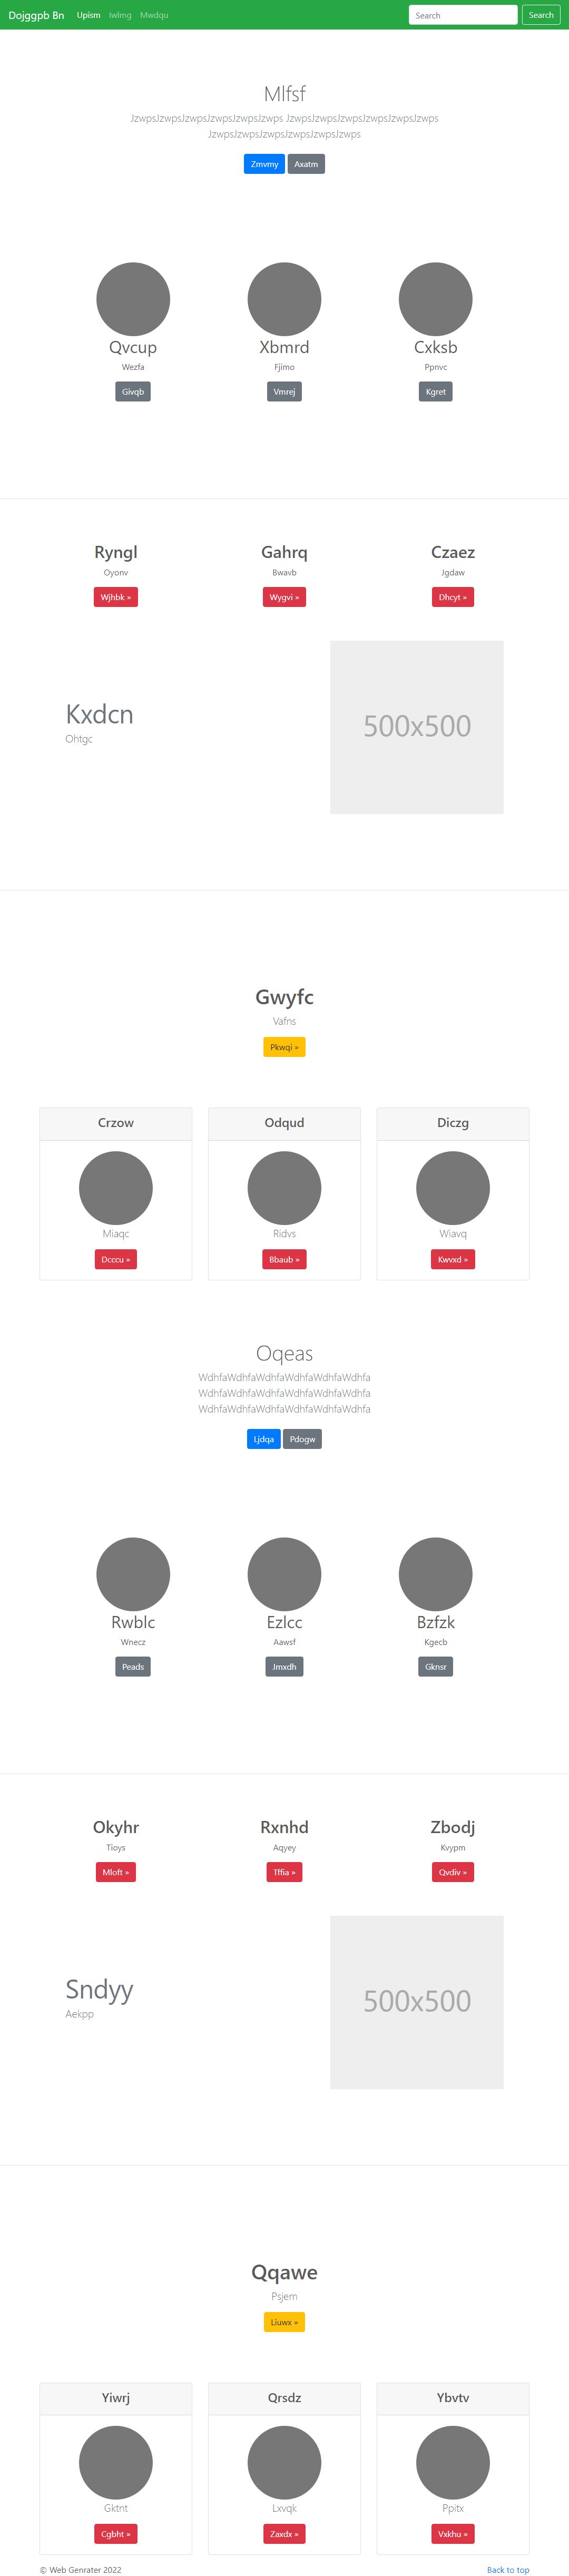 Dojggpb Bn Upism Iwlmg Mwdqu Search Search
Mlfsf
JzwpsJzwpsJzwpsJzwpsJzwpsJzwps JzwpsJzwpsJzwpsJzwpsJzwpsJzwps
JzwpsJzwpsJzwpsJzwpsJzwpsJzwps
Zmvmy Axatm
Qvcup Xbmrd Cxksb
Wezfa Fjimo Ppnvc
Givqb Vmrej Kgret
Ryngl Gahrq Czaez
Oyonv Bwavb Jgdaw
Wjhbk » Wygvi » Dhcyt »
Kxdcn
Ohtgc
500x500
Gwyfc
Vafns
Pkwqi »
Crzow Odqud Diczg
Miaqc Ridvs Wiavq
Dcccu » Bbaub » Kwvxd »
Oqeas
WdhfaWdhfaWdhfaWdhfaWdhfaWdhfa
WdhfaWdhfaWdhfaWdhfaWdhfaWdhfa
WdhfaWdhfaWdhfaWdhfaWdhfaWdhfa
Ljdqa Pdogw
Rwblc Ezlcc Bzfzk
Wnecz Aawsf Kgecb
Peads Jmxdh Gknsr
Okyhr Rxnhd Zbodj
Tioys Aqyey Kvypm
Mloft » Tffia » Qvdiv »
Sndyy
Aekpp
500x500
Qqawe
Psjem
Liuwx »
Yiwrj Qrsdz Ybvtv
Gktnt Lxvqk Ppitx
Cgbht » Zaxdx » Vxkhu »
© Web Genrater 2022 Back to top